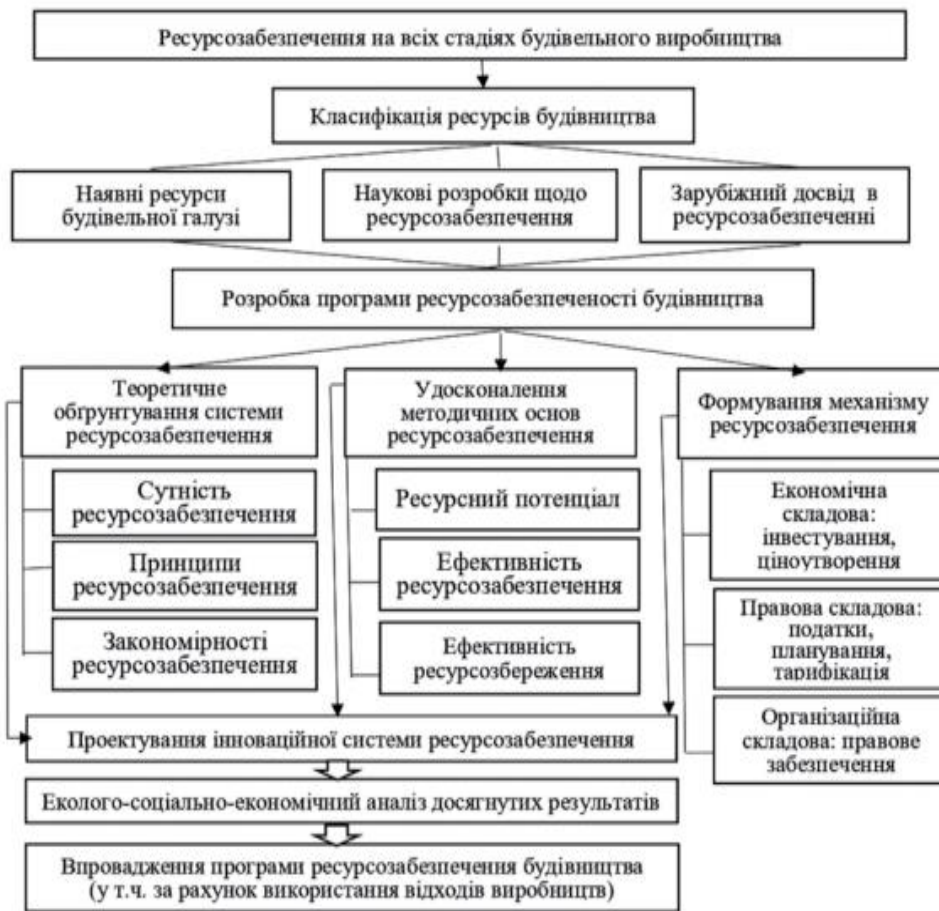 Ресурсозабезпечення на всіх стадіях будівельного виробництва
Класифікація ресурсів будівництва
Наявні ресурси
будівельної галузі
Наукові розробки щодо
ресурсозабезпечення
Зарубіжний досвід в
ресурсозабезпеченні
Розробка програми ресурсозабезпеченості будівництва
Теоретичне
обґрунтування системи
ресурсозабезпечення
Сутність
ресурсозабезпечення
Принципи
ресурсозабезпечення
Закономірності
ресурсозабезпечення
Удосконалення
методичних основ
ресурсозабезпечення
Ресурсний потенціал
Ефективність
ресурсозабезпечення
Ефективність
ресурсозбереження
Формування механізму
ресурсозабезпечення
Економічна
складова:
інвестування,
ціноутворення
Правова складова:
податки,
планування,
тарифікація
Організаційна
складова: правове
забезпечення
Проектування інноваційної системи ресурсозабезпечення
Еколого-соціально-економічний аналіз досягнутих результатів
Впровадження програми ресурсозабезпечення будівництва
(у т.ч. за рахунок використання відходів виробництв)